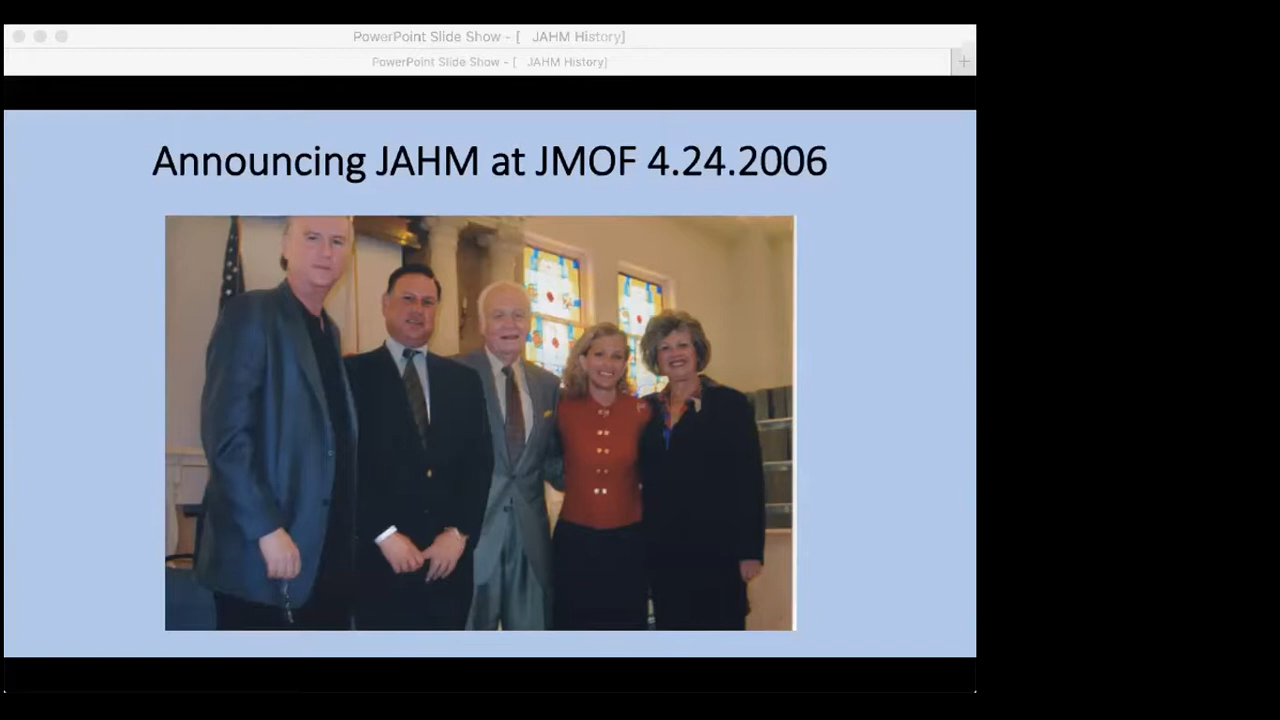 PowerPoint Slide Show - [ JAHM History]
PowerPoint Slide Show - [ JAHM History]
Announcing JAHM at JMOF 4.24.2006